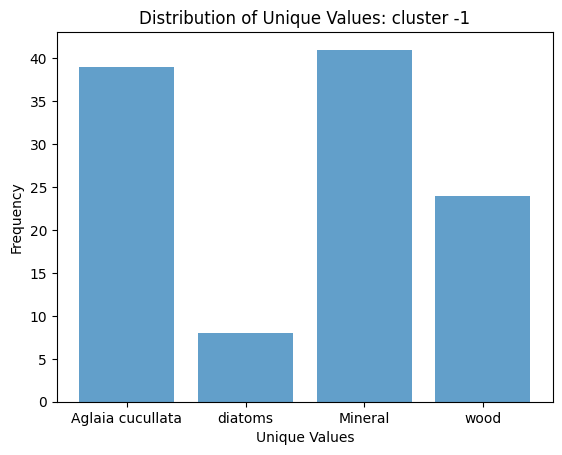 Distribution of Unique Values: cluster -1
Frequency
40
35
30
25
20
15
10
5
0
Aglaia cucullata diatoms Mineral wood
Unique Values